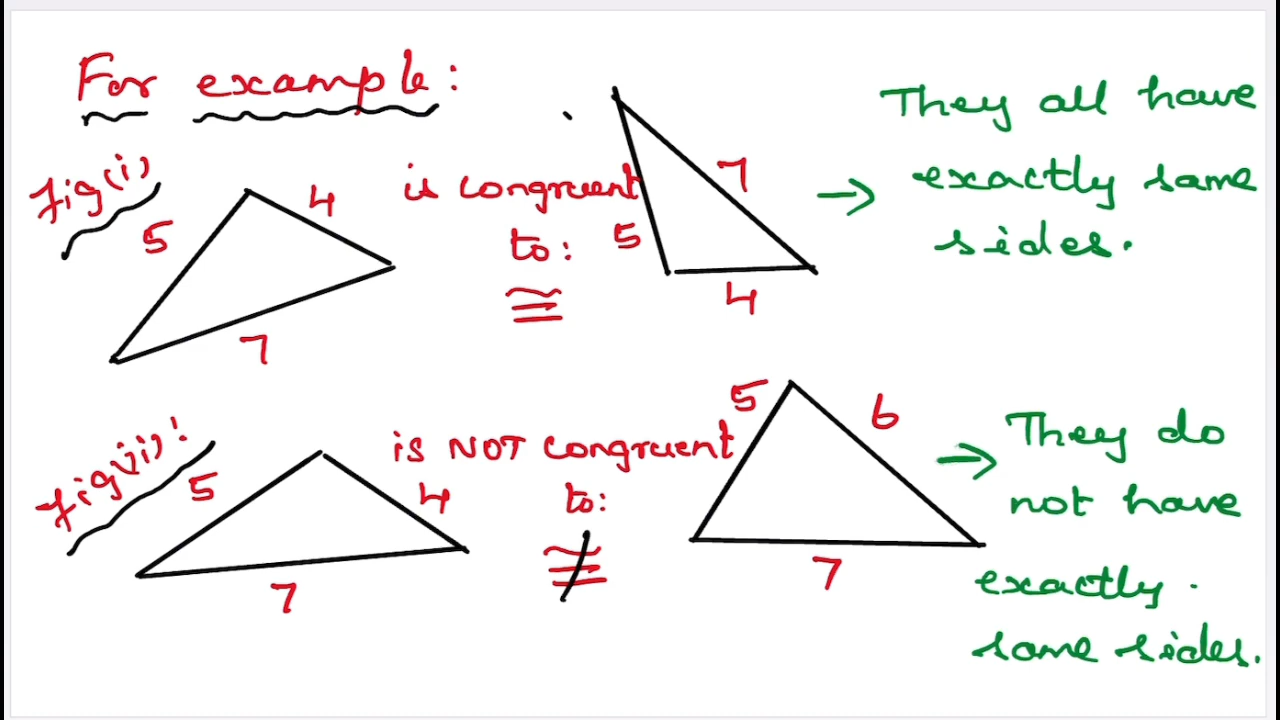 For example:
fig(i)
5
4
7
is congruent
to:
≅
7
5
4
→ They all have
exactly same
sides.
fig(ii)!
5
4
7
is NOT congruent
to:
≇
5
6
7
→ They do
not have
exactly.
same sides.